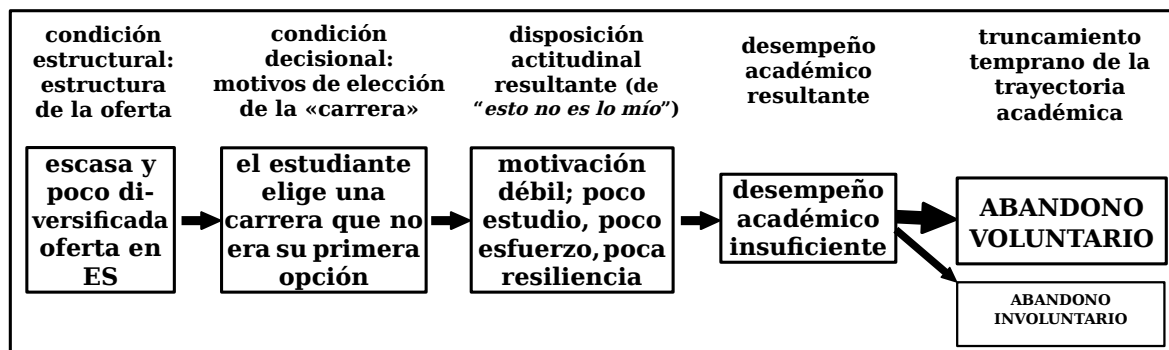 condición
estructural:
estructura
de la oferta
condición
decisional:
motivos de elección
de la «carrera»
disposición
actitudinal
resultante (de
“esto no es lo mío”)
desempeño
académico
resultante
truncamiento
temprano de la
trayectoria
académica
escasa y
poco di-
versificada
oferta en
ES
el estudiante
elige una
carrera que no
era su primera
opción
motivación
débil; poco
estudio, poco
esfuerzo, poca
resiliencia
desempeño
académico
insuficiente
ABANDONO
VOLUNTARIO
ABANDONO
INVOLUNTARIO